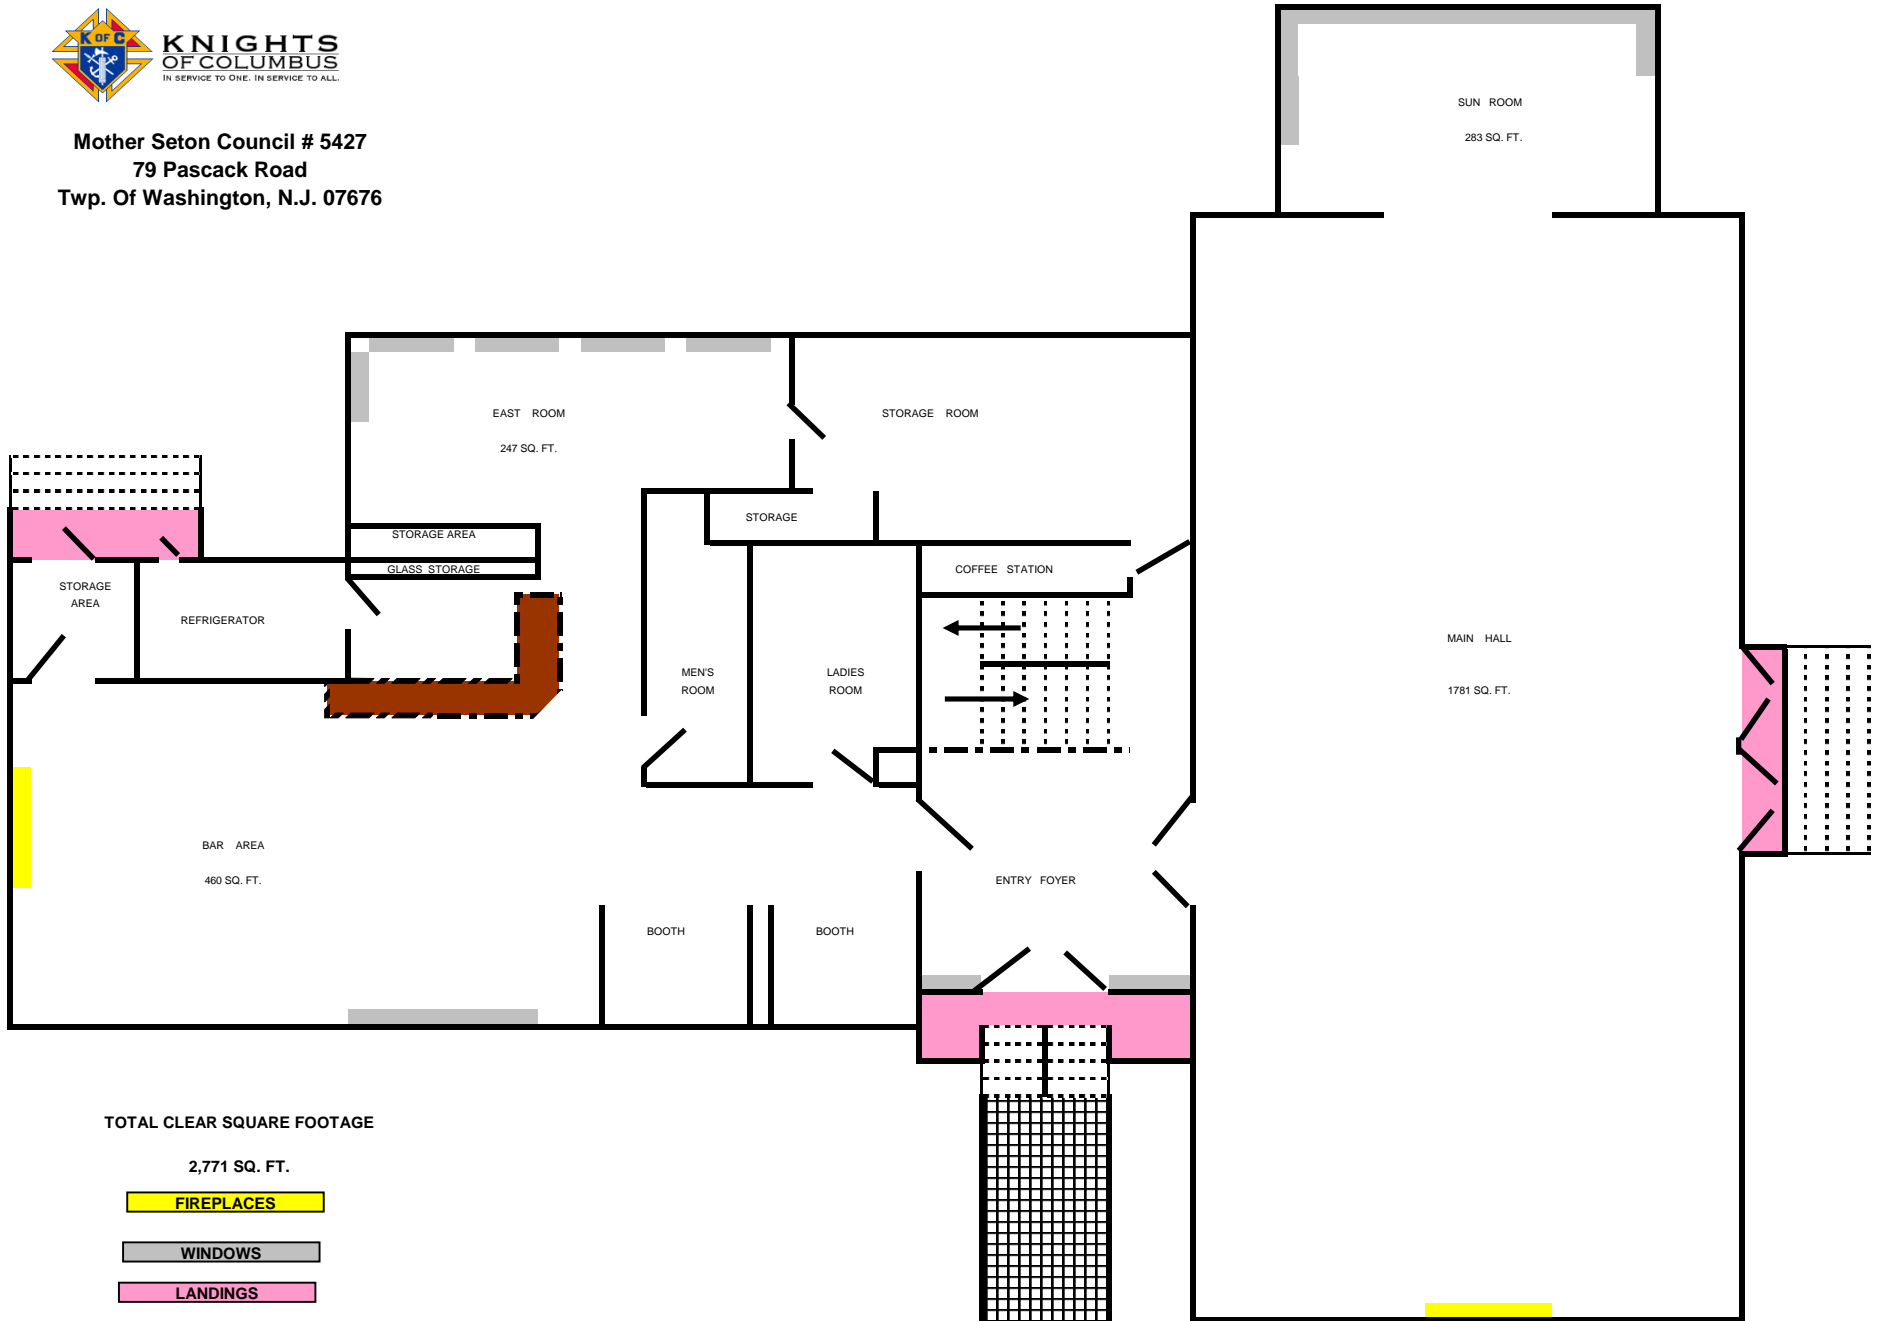 K OF C
KNIGHTS
OF COLUMBUS
IN SERVICE TO ONE. IN SERVICE TO ALL.
Mother Seton Council # 5427
79 Pascack Road
Twp. Of Washington, N.J. 07676
SUN ROOM
283 SQ. FT.
EAST ROOM
247 SQ. FT.
STORAGE ROOM
STORAGE
STORAGE AREA
GLASS STORAGE
COFFEE STATION
STORAGE
AREA
REFRIGERATOR
MEN'S
ROOM
LADIES
ROOM
MAIN HALL
1781 SQ. FT.
BAR AREA
460 SQ. FT.
ENTRY FOYER
BOOTH
BOOTH
TOTAL CLEAR SQUARE FOOTAGE
2,771 SQ. FT.
FIREPLACES
WINDOWS
LANDINGS